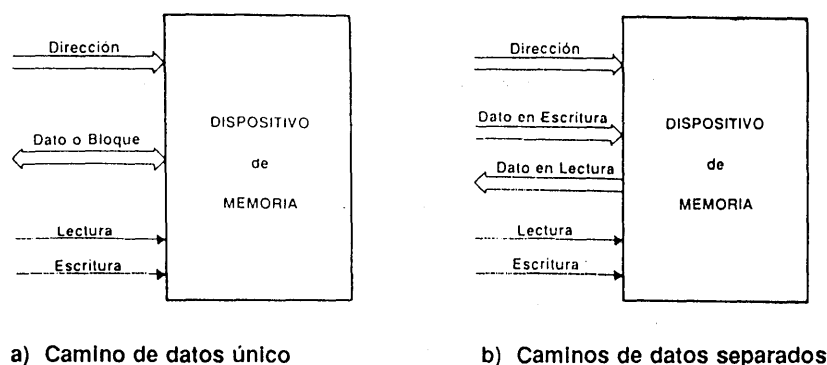 Dirección
Dato o Bloque
Lectura
Escritura
DISPOSITIVO
de
MEMORIA
a) Camino de datos único
Dirección
Dato en Escritura
Dato en Lectura
Lectura
Escritura
DISPOSITIVO
de
MEMORIA
b) Caminos de datos separados